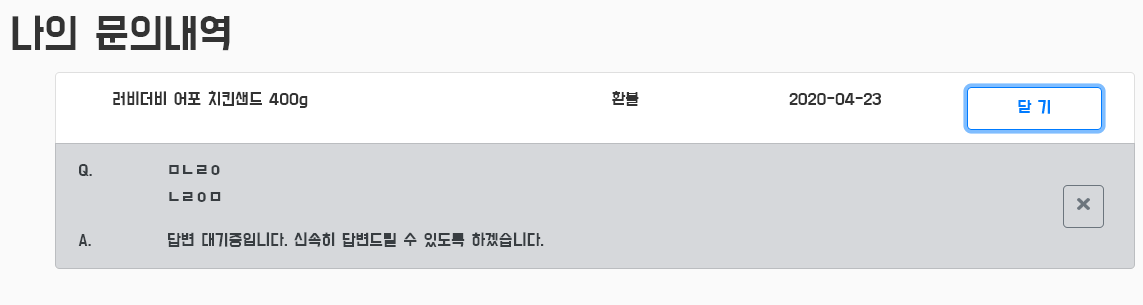 나의 문의내역
러비더비 어포 치킨샌드 400g 환불 2020-04-23 닫기
Q. ㅁㄴㄹㅇ
ㄴㄹㅇㅁ
A. 답변 대기중입니다. 신속히 답변드릴 수 있도록 하겠습니다.